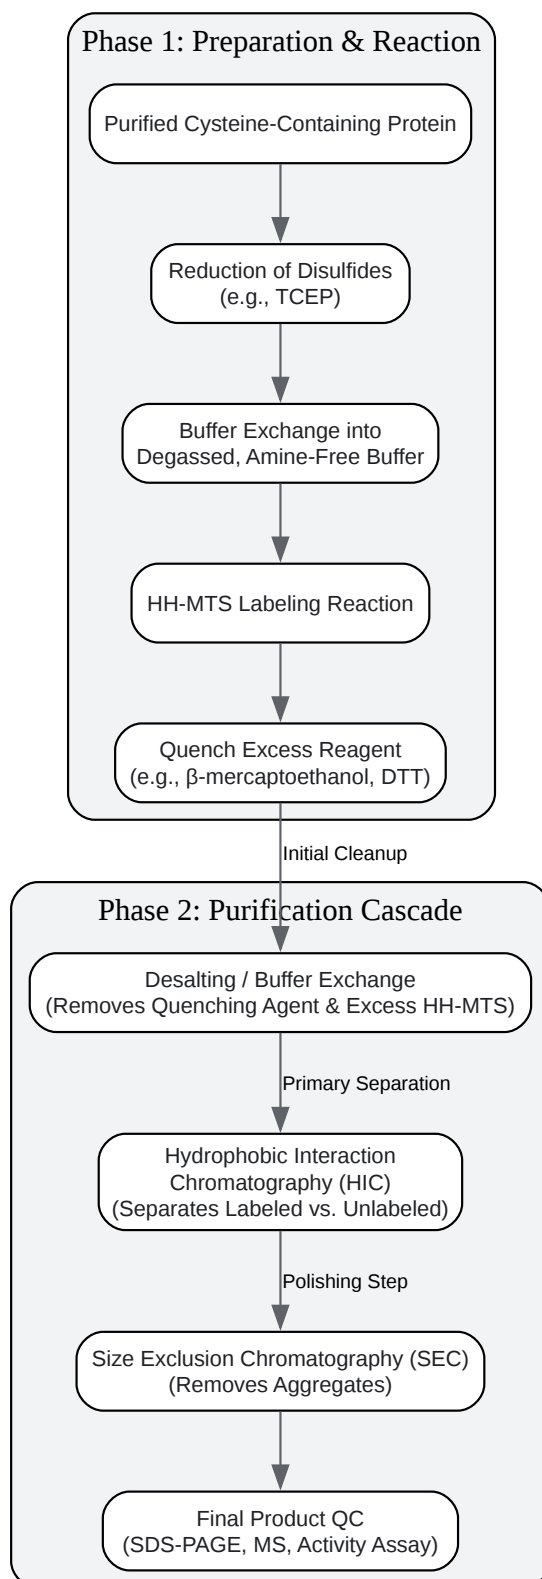 Phase 1: Preparation & Reaction
Purified Cysteine-Containing Protein
Reduction of Disulfides
(e.g., TCEP)
Buffer Exchange into
Degassed, Amine-Free Buffer
HH-MTS Labeling Reaction
Quench Excess Reagent
(e.g., β-mercaptoethanol, DTT)
Initial Cleanup
Phase 2: Purification Cascade
Desalting / Buffer Exchange
(Removes Quenching Agent & Excess HH-MTS)
Primary Separation
Hydrophobic Interaction
Chromatography (HIC)
(Separates Labeled vs. Unlabeled)
Polishing Step
Size Exclusion Chromatography (SEC)
(Removes Aggregates)
Final Product QC
(SDS-PAGE, MS, Activity Assay)